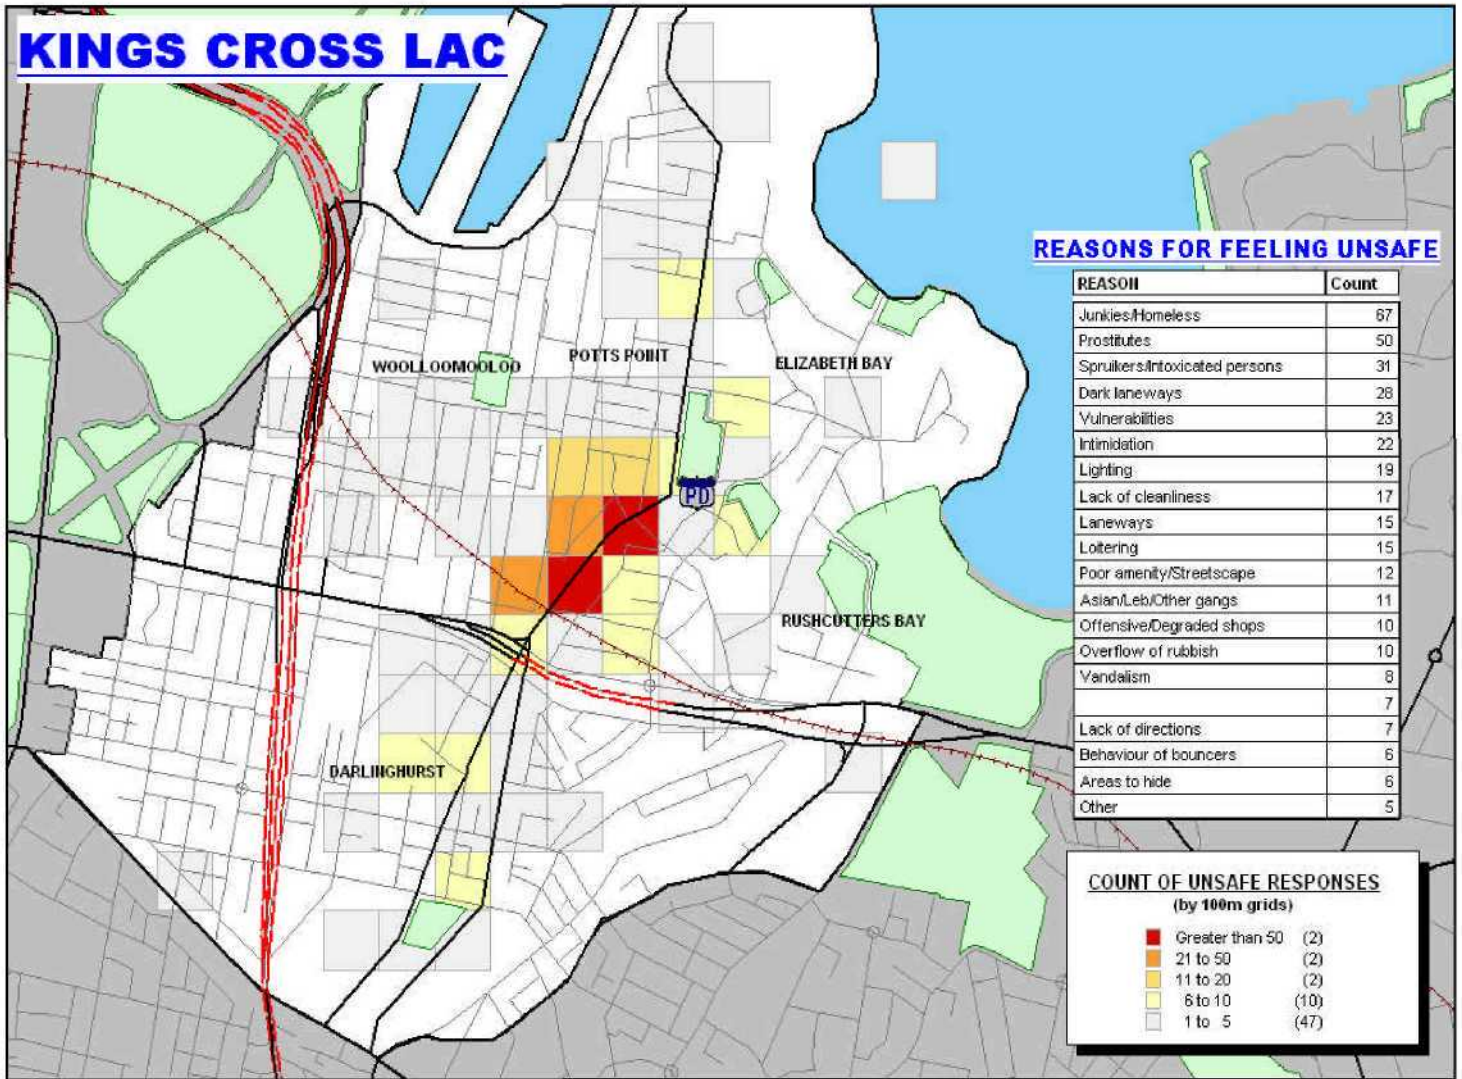 KINGS CROSS LAC
REASONS FOR FEELING UNSAFE
REASON Count
Junkies/Homeless 67
Prostitutes 50
Spruikers/Intoxicated persons 31
Dark laneways 28
Vulnerabilities 23
Intimidation 22
Lighting 19
Lack of cleanliness 17
Laneways 15
Loitering 15
Poor amenity/Streetscape 12
Asian/Leb/Other gangs 11
Offensive/Degraded shops 10
Overflow of rubbish 10
Vandalism 8
7
Lack of directions 7
Behaviour of bouncers 6
Areas to hide 6
Other 5
WOOLLOOMOOLOO
POTTS POINT
ELIZABETH BAY
PD
RUSHCUTTERS BAY
DARLINGHURST
COUNT OF UNSAFE RESPONSES
(by 100m grids)
Greater than 50 (2)
21 to 50 (2)
11 to 20 (2)
6 to 10 (10)
1 to 5 (47)